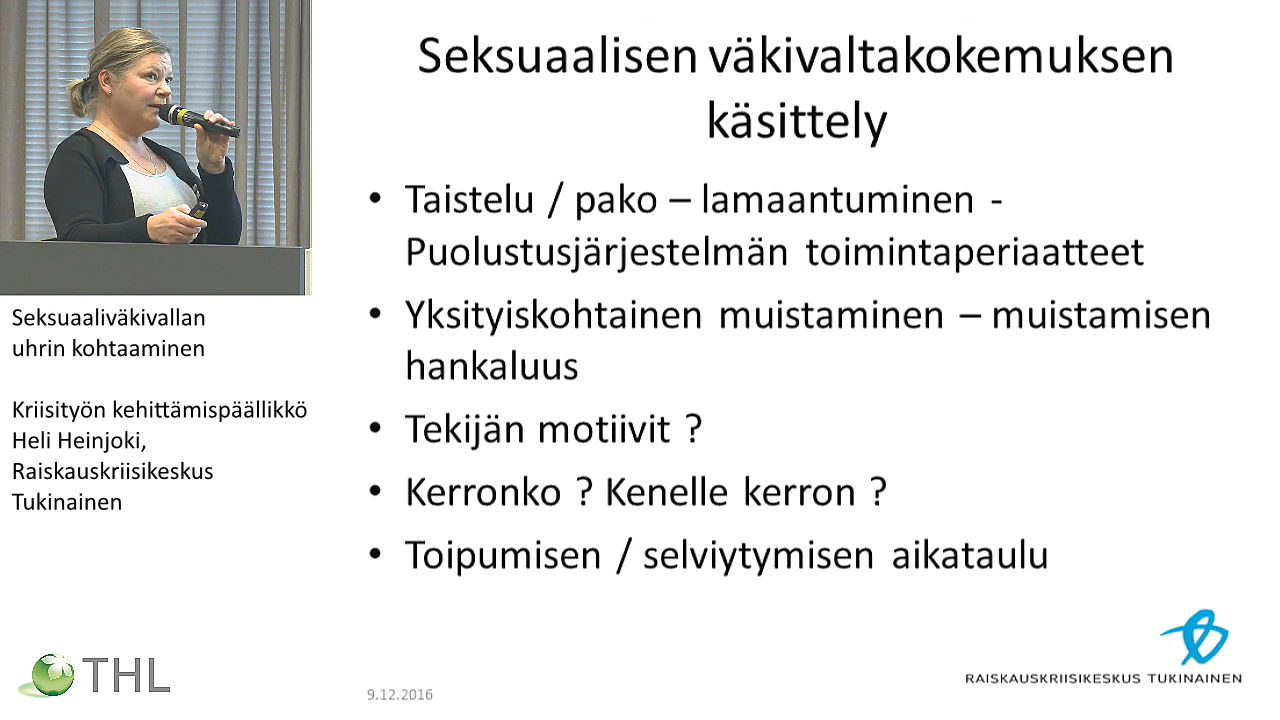 Seksuaalisen väkivaltakokemuksen
käsittely
• Taistelu / pako – lamaantuminen -
Puolustusjärjestelmän toimintaperiaatteet
• Yksityiskohtainen muistaminen – muistamisen
hankaluus
• Tekijän motiivit ?
• Kerronko ? Kenelle kerron ?
• Toipumisen / selviytymisen aikataulu
Seksuaaliväkivallan
uhrin kohtaaminen
Kriisityön kehittämispäällikkö
Heli Heinjoki,
Raiskauskriisikeskus
Tukinainen
THL
9.12.2016
RAISKAUSKRIISIKESKUS TUKINAINEN